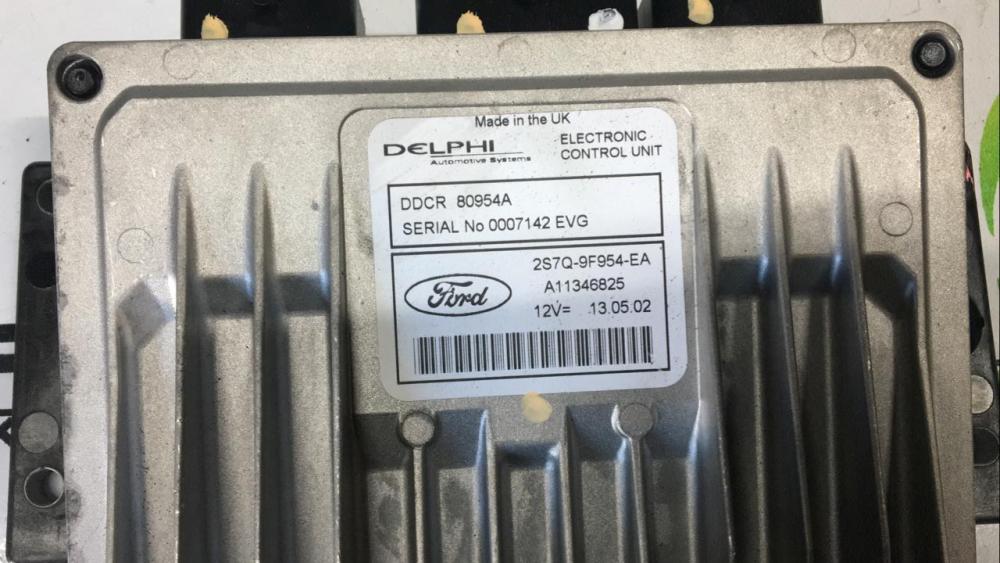 Made in the UK
DELPHI
Automotive Systems
ELECTRONIC
CONTROL UNIT
DDCR 80954A
SERIAL No 0007142 EVG
Ford
2S7Q-9F954-EA
A11346825
12V= 13.05.02